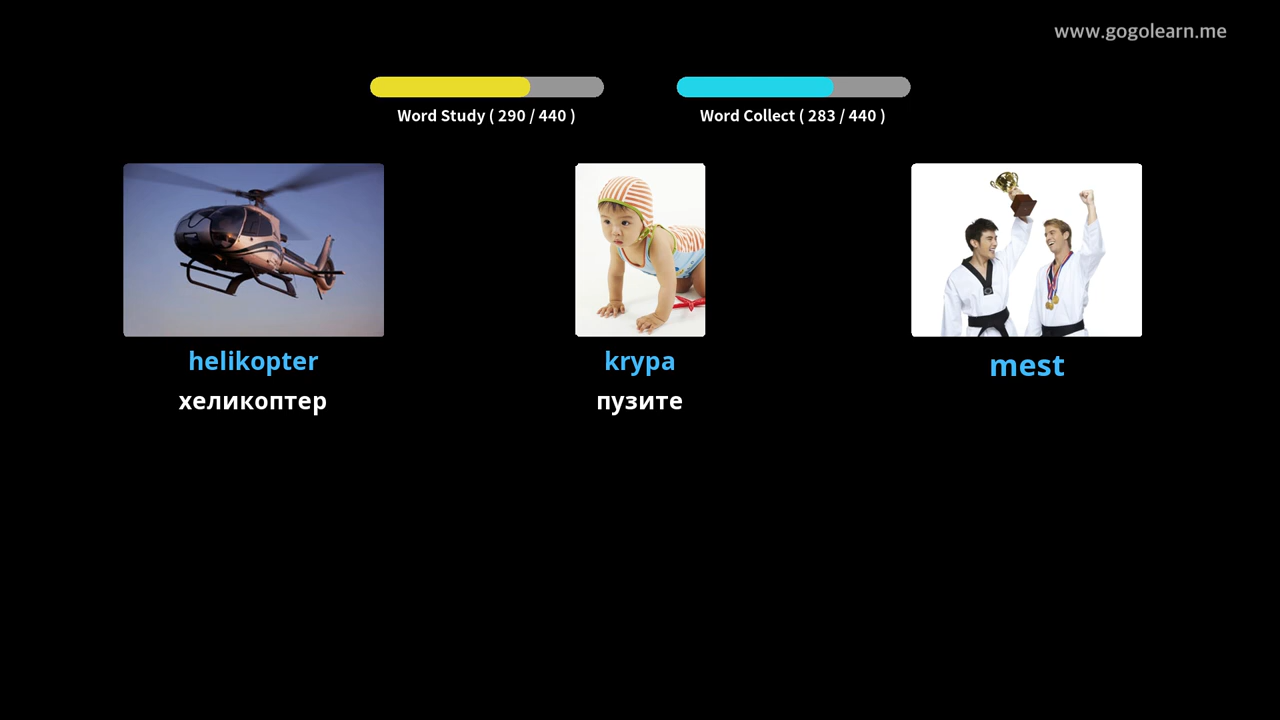 www.gogolearn.me
Word Study ( 290 / 440 )
Word Collect ( 283 / 440 )
helikopter
krypa
mest
хеликоптер
пузите